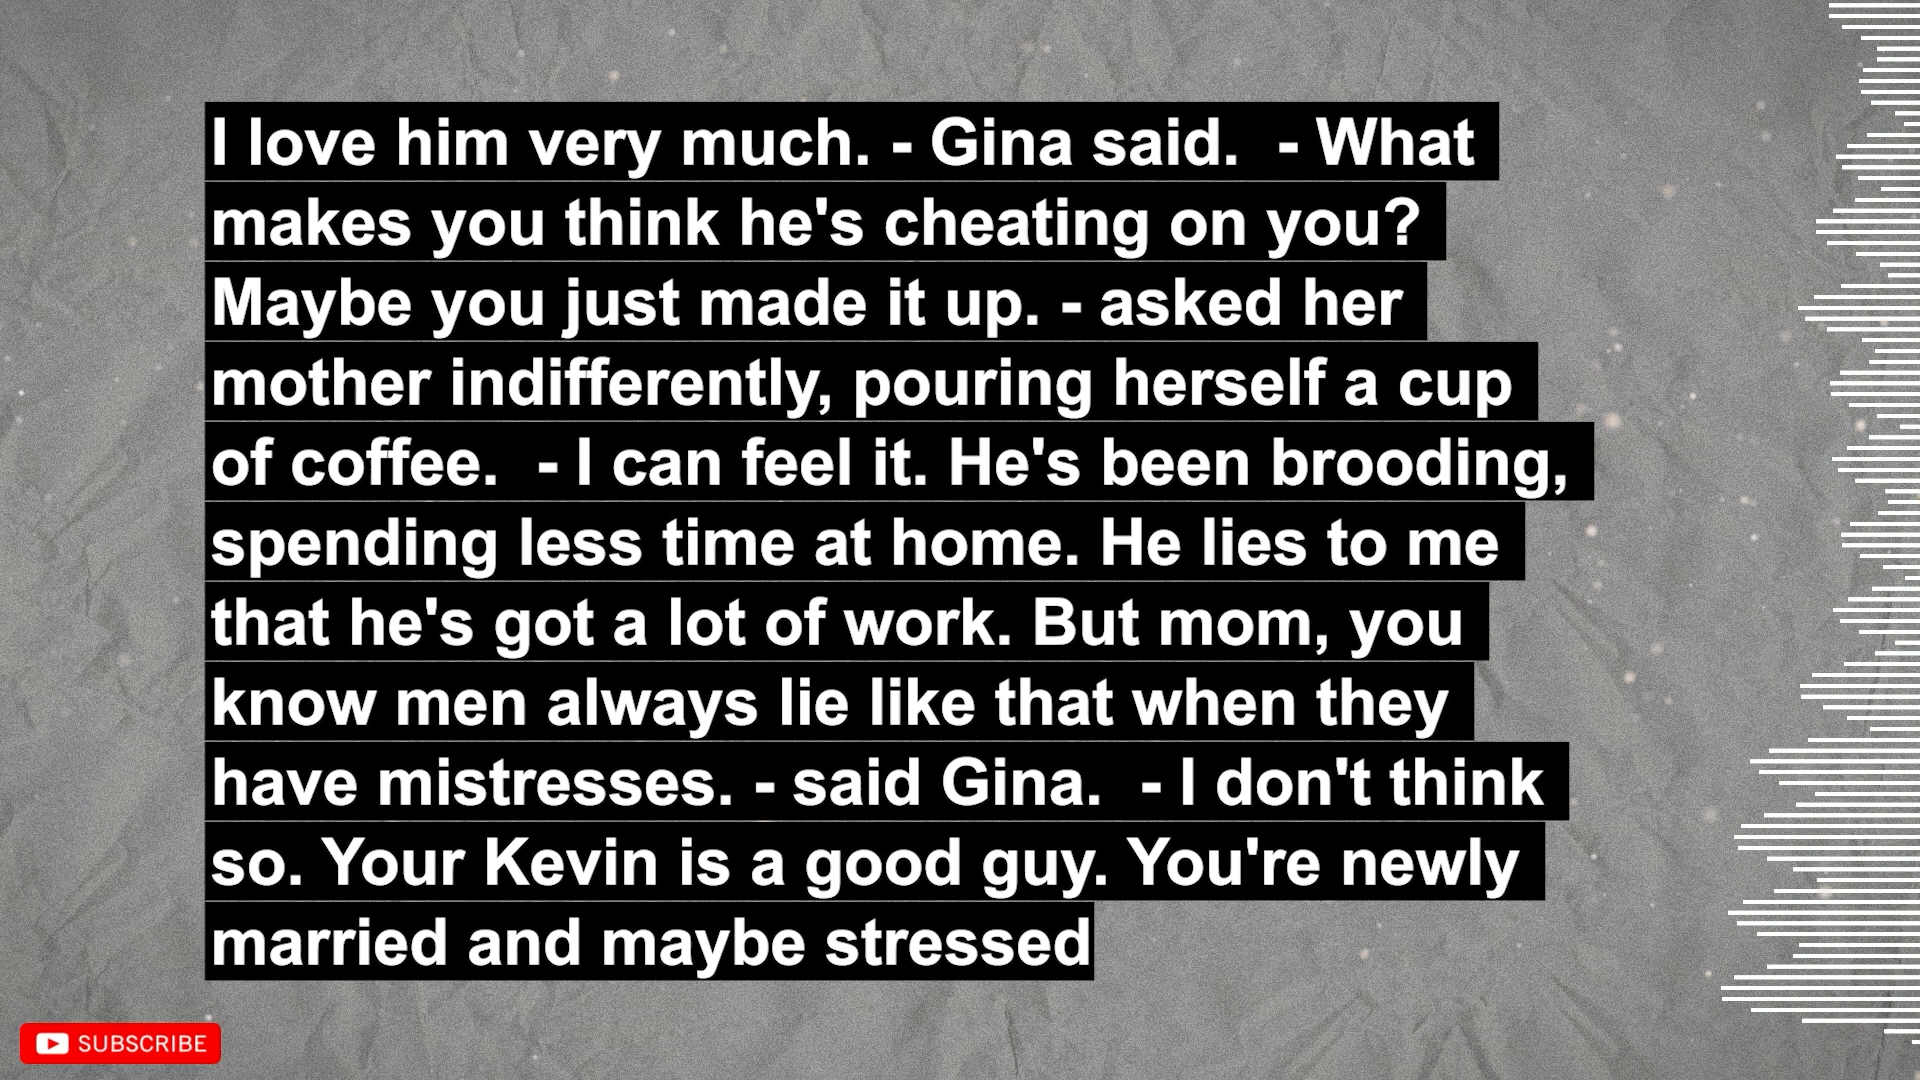 I love him very much. - Gina said.  - What
makes you think he's cheating on you?
Maybe you just made it up. - asked her
mother indifferently, pouring herself a cup
of coffee.  - I can feel it. He's been brooding,
spending less time at home. He lies to me
that he's got a lot of work. But mom, you
know men always lie like that when they
have mistresses. - said Gina.  - I don't think
so. Your Kevin is a good guy. You're newly
married and maybe stressed
SUBSCRIBE